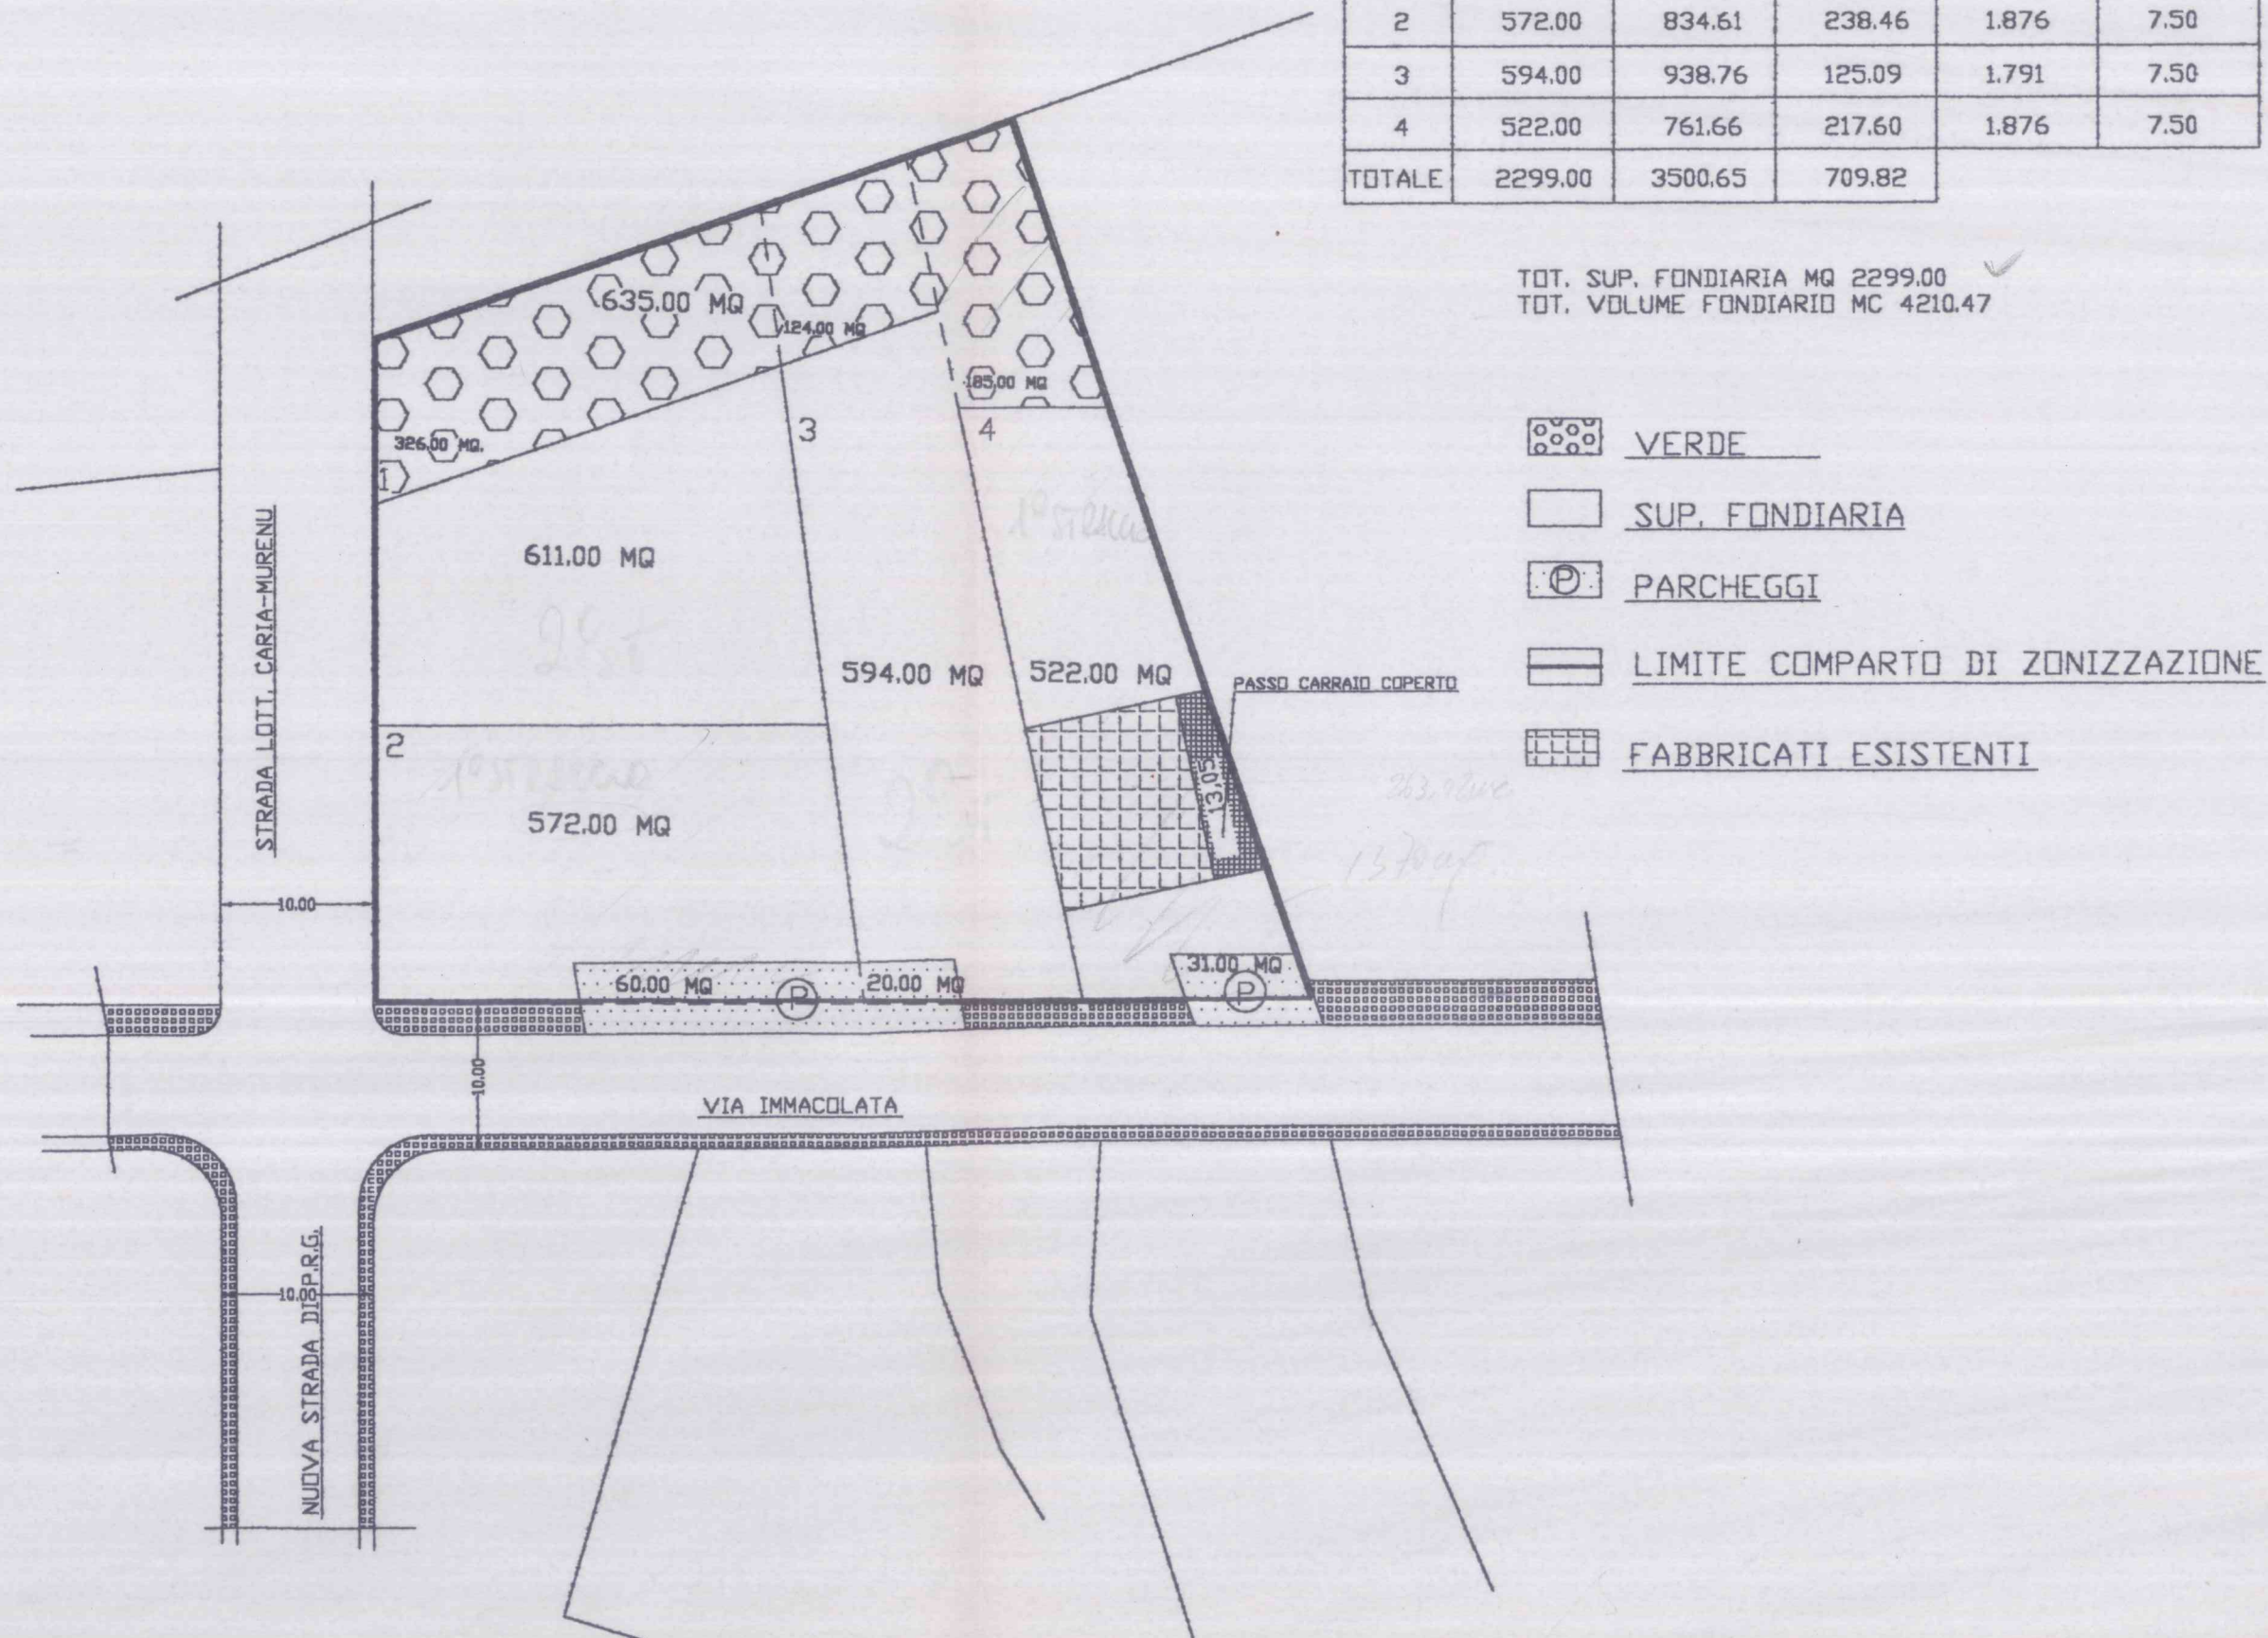 2 572.00 834.61 238.46 1.876 7.50
3 594.00 938.76 125.09 1.791 7.50
4 522.00 761.66 217.60 1.876 7.50
TOTALE 2299.00 3500.65 709.82
TOT. SUP. FONDIARIA MQ 2299.00
TOT. VOLUME FONDIARIO MC 4210.47
635.00 MQ
124.00 MQ
185.00 MQ
326.00 MQ.
1
3
4
VERDE
SUP. FONDIARIA
P PARCHEGGI
LIMITE COMPARTO DI ZONIZZAZIONE
FABBRICATI ESISTENTI
STRADA LOTT. CARIA-MURENU
611.00 MQ
594.00 MQ
522.00 MQ
PASSO CARRAIO COPERTO
13,05
2
572.00 MQ
10.00
60.00 MQ
P
20.00 MQ
31.00 MQ
P
10.00
VIA IMMACOLATA
10.00
NUOVA STRADA DI P.R.G.